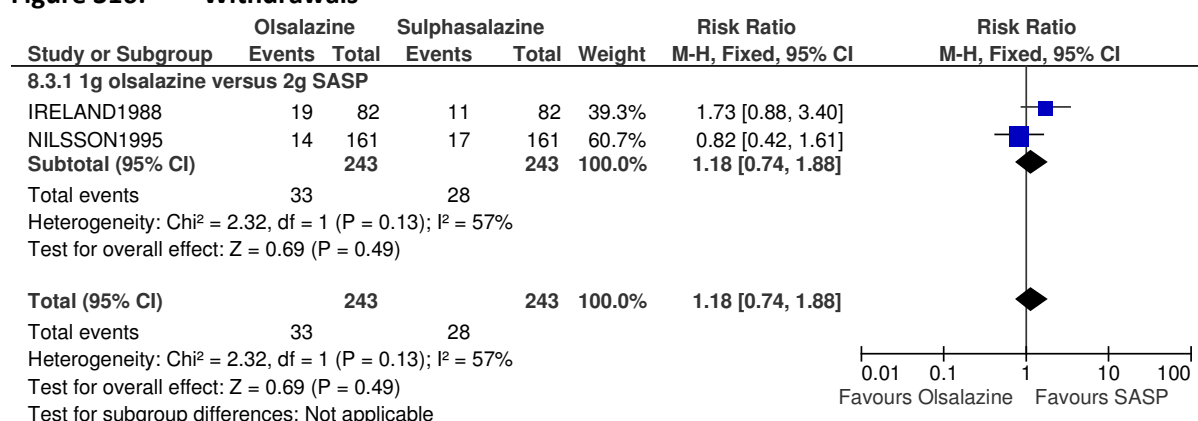 Figure 316: Withdrawals
Olsalazine Sulphasalazine Risk Ratio Risk Ratio
Study or Subgroup Events Total Events Total Weight M-H, Fixed, 95% CI M-H, Fixed, 95% CI
8.3.1 1g olsalazine versus 2g SASP
IRELAND1988 19 82 11 82 39.3% 1.73 [0.88, 3.40]
NILSSON1995 14 161 17 161 60.7% 0.82 [0.42, 1.61]
Subtotal (95% CI) 243 243 100.0% 1.18 [0.74, 1.88]
Total events 33 28
Heterogeneity: Chi² = 2.32, df = 1 (P = 0.13); I² = 57%
Test for overall effect: Z = 0.69 (P = 0.49)
Total (95% CI) 243 243 100.0% 1.18 [0.74, 1.88]
Total events 33 28
Heterogeneity: Chi² = 2.32, df = 1 (P = 0.13); I² = 57%
Test for overall effect: Z = 0.69 (P = 0.49)
Test for subgroup differences: Not applicable
0.01 0.1 1 10 100
Favours Olsalazine Favours SASP